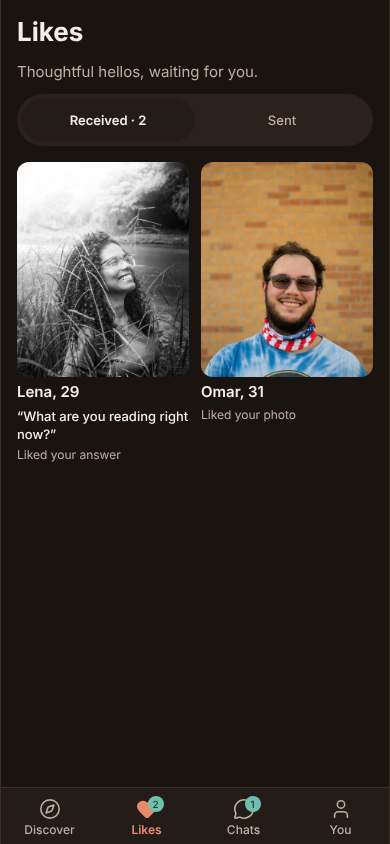 Likes
Thoughtful hellos, waiting for you.
Received · 2
Sent
Lena, 29
“What are you reading right
now?”
Liked your answer
Omar, 31
Liked your photo
2
1
Discover
Likes
Chats
You